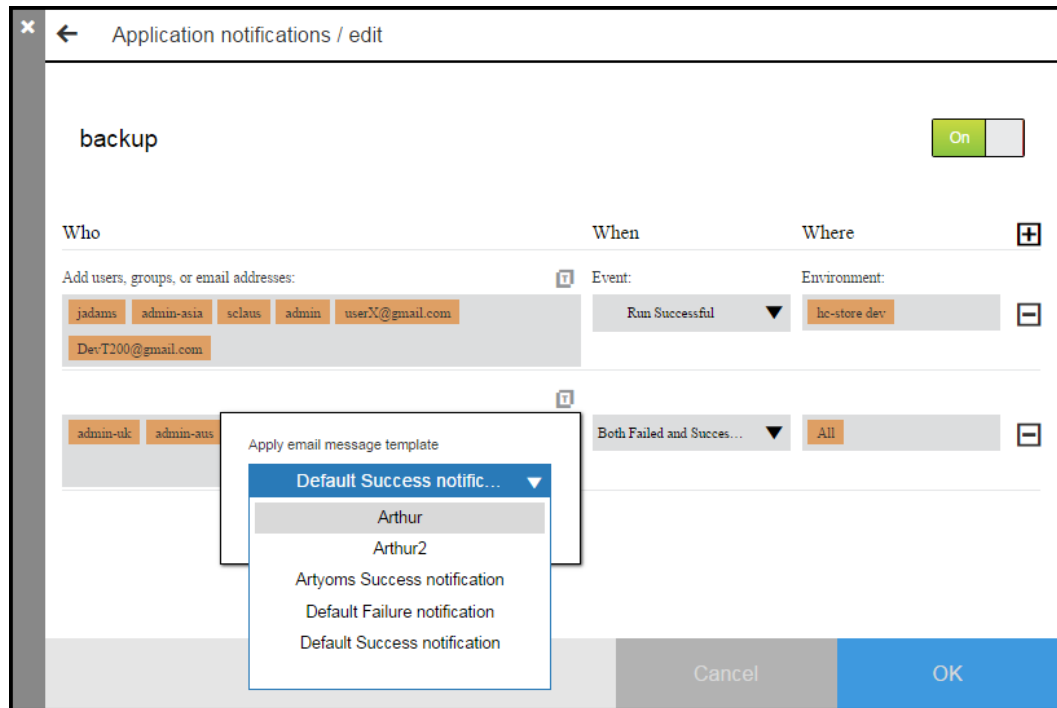 Application notifications / edit
backup
On
Who When Where
Add users, groups, or email addresses: T Event: Environment:
jadams admin-asia sclaus admin userX@gmail.com Run Successful hc-store dev
DevT200@gmail.com
T
admin-uk admin-aus Both Failed and Succes... All
Apply email message template
Default Success notific...
Arthur
Arthur2
Artyoms Success notification
Default Failure notification
Default Success notification
Cancel OK